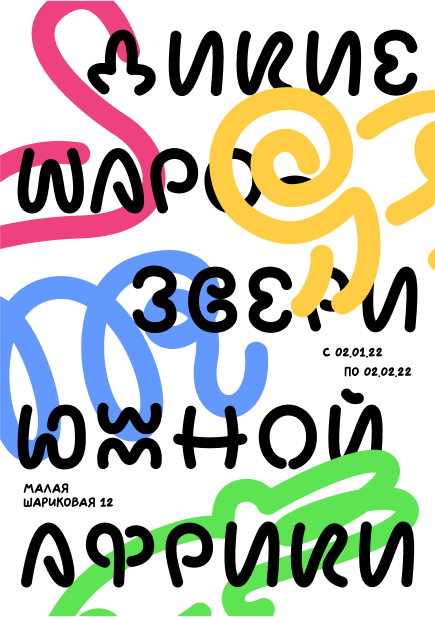 ДИКИЕ
ШАРО-
ЗВЕРИ
С 02.01.22
ПО 02.02.22
ЮЖНОЙ
МАЛАЯ
ШАРИКОВАЯ 12
АФРИКИ